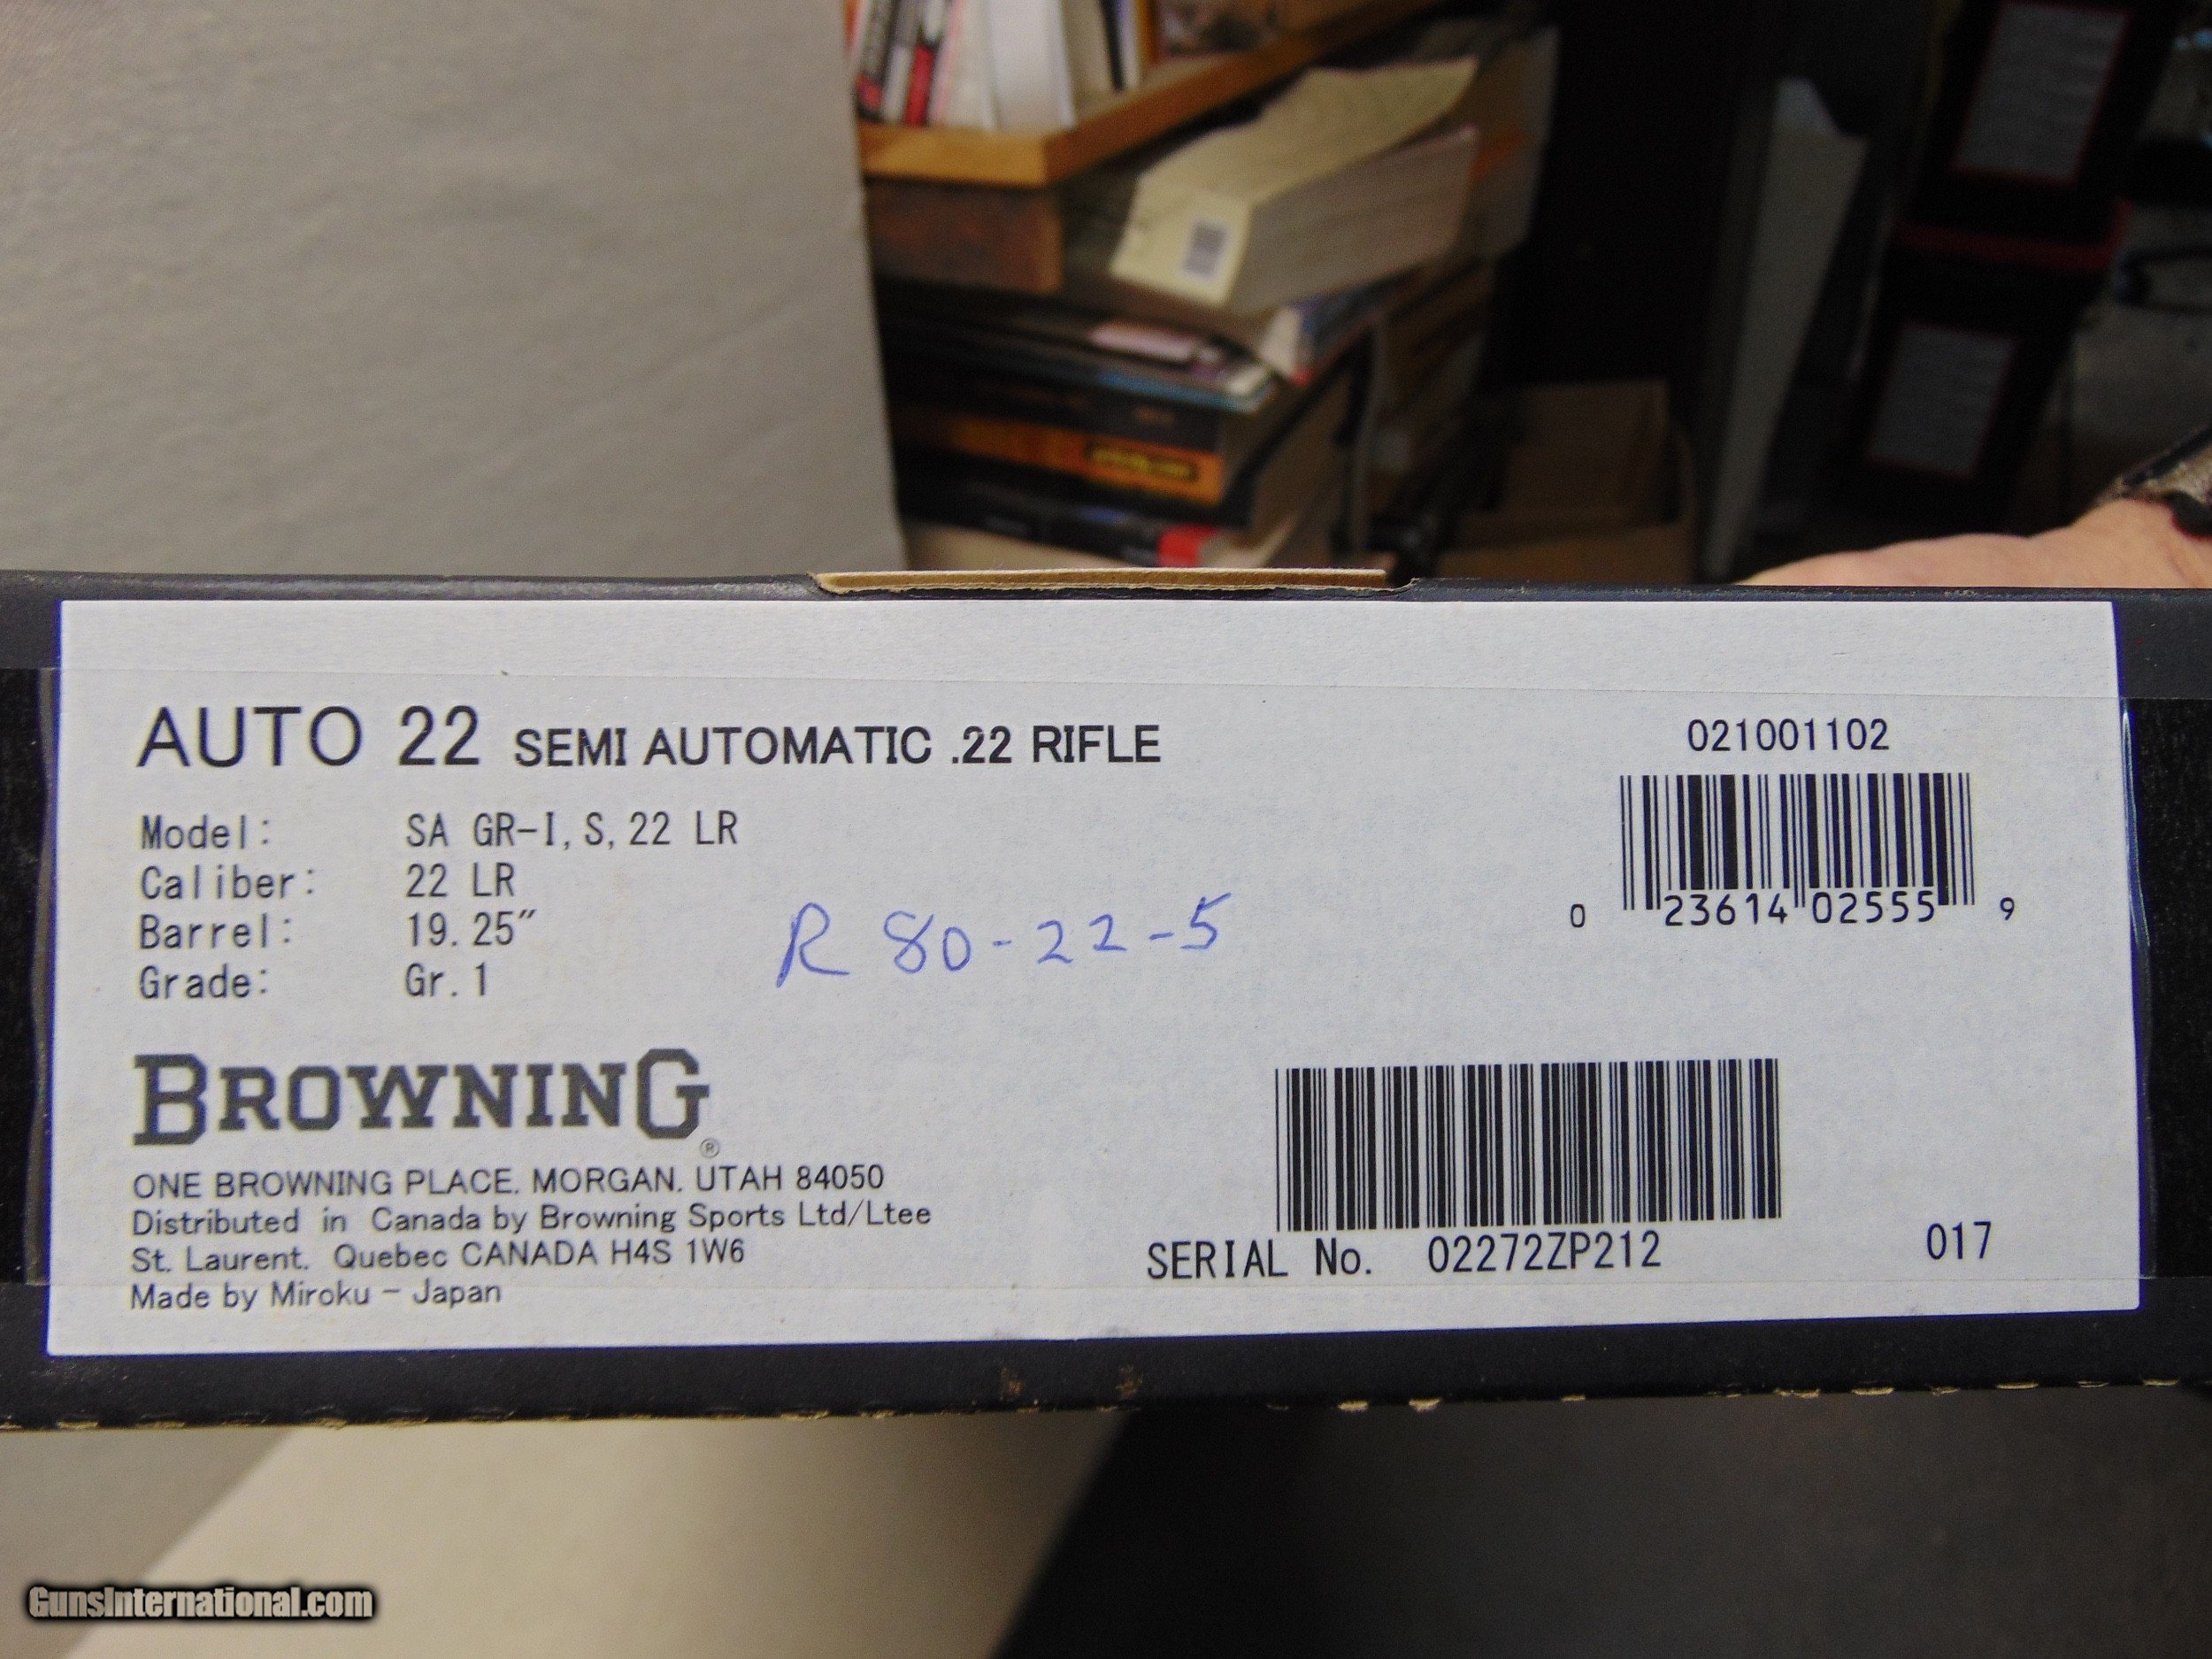 AUTO 22 SEMI AUTOMATIC .22 RIFLE
021001102
Model: SA GR-I, S, 22 LR
Caliber: 22 LR
Barrel: 19.25"
Grade: Gr. 1
R 80-22-5
0 23614 02555 9
BROWNING®
ONE BROWNING PLACE. MORGAN. UTAH 84050
Distributed in Canada by Browning Sports Ltd/Ltee
St. Laurent. Quebec CANADA H4S 1W6
Made by Miroku - Japan
SERIAL No. 02272ZP212
017
GunsInternational.com